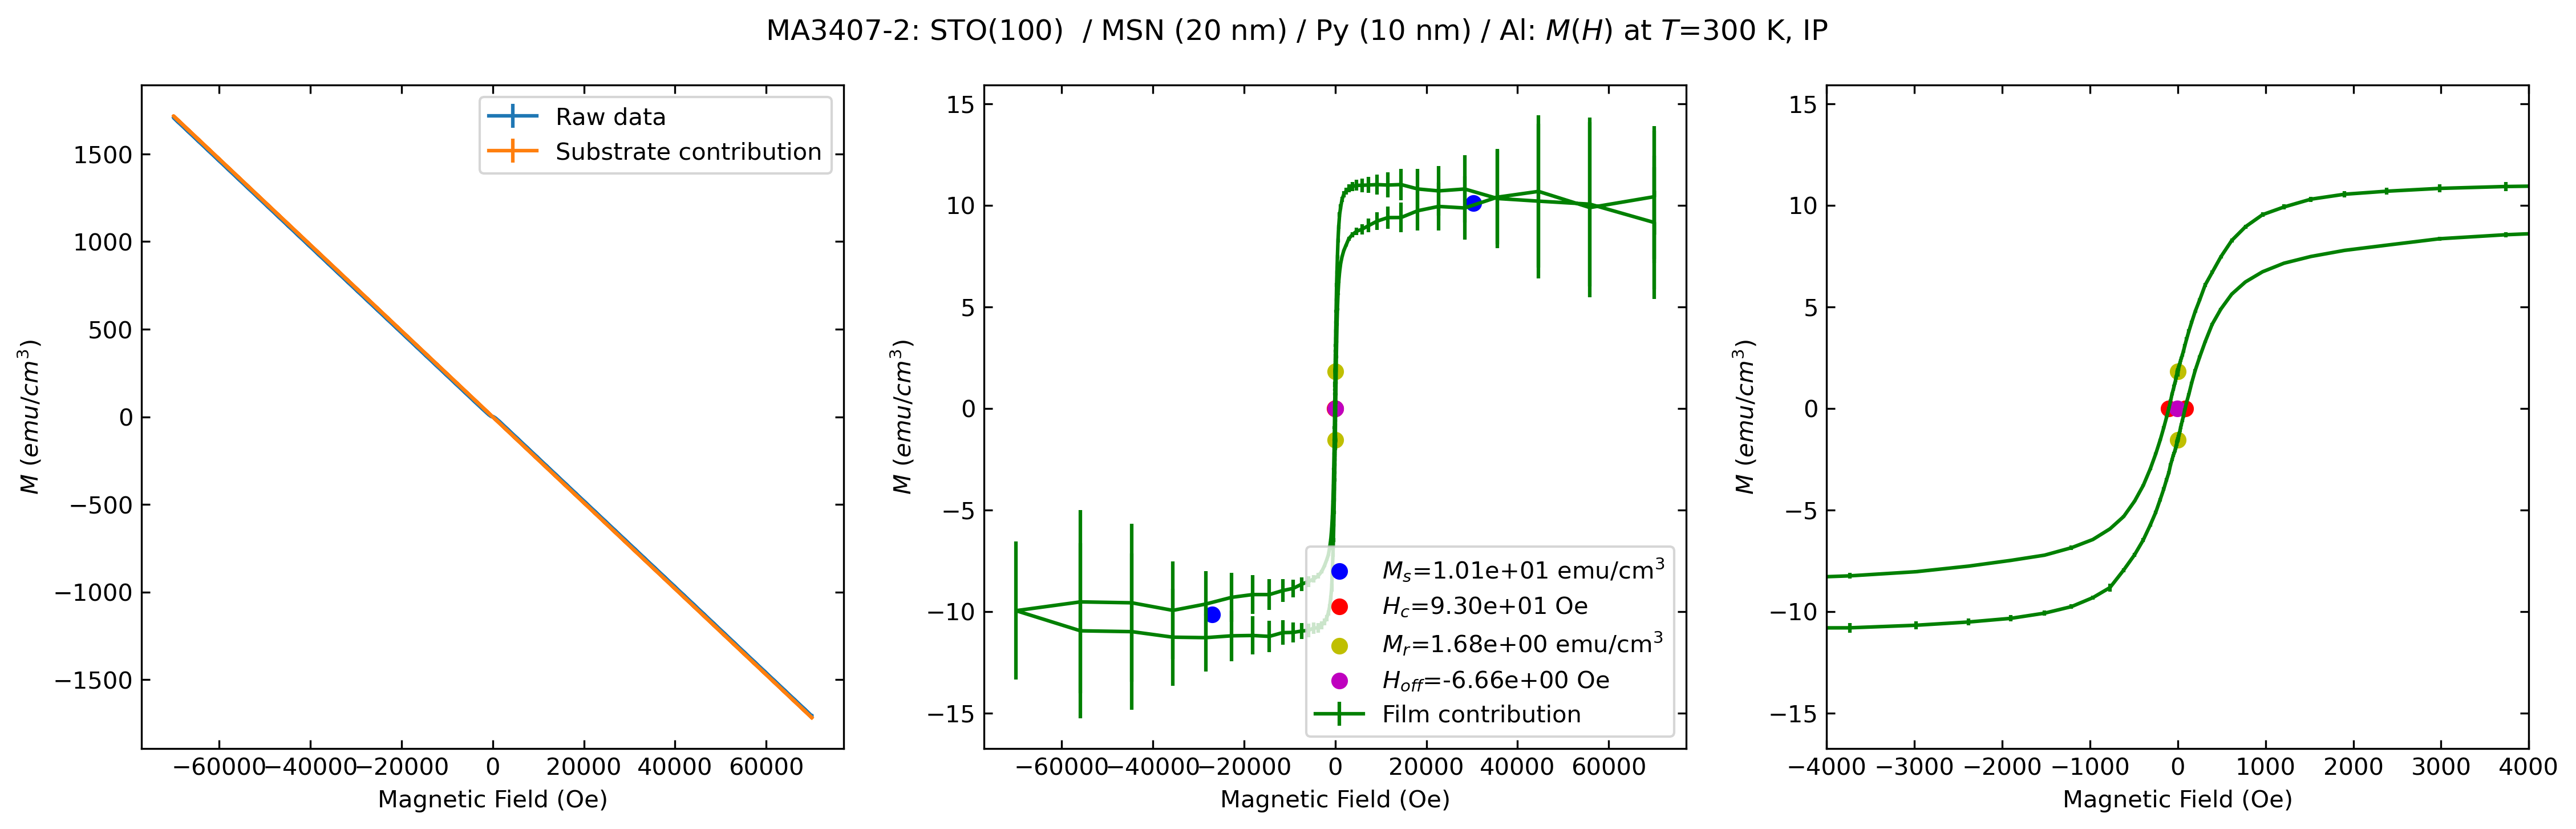 MA3407-2: STO(100) / MSN (20 nm) / Py (10 nm) / Al: M(H) at T=300 K, IP
Raw data
Substrate contribution
1500
1000
500
0
−500
−1000
−1500
M (emu/cm³)
−60000 −40000 −20000 0 20000 40000 60000
Magnetic Field (Oe)
15
10
5
0
−5
−10
−15
M (emu/cm³)
Mₛ=1.01e+01 emu/cm³
H_c=9.30e+01 Oe
Mᵣ=1.68e+00 emu/cm³
H_off=-6.66e+00 Oe
Film contribution
−60000 −40000 −20000 0 20000 40000 60000
Magnetic Field (Oe)
15
10
5
0
−5
−10
−15
M (emu/cm³)
−4000 −3000 −2000 −1000 0 1000 2000 3000 4000
Magnetic Field (Oe)